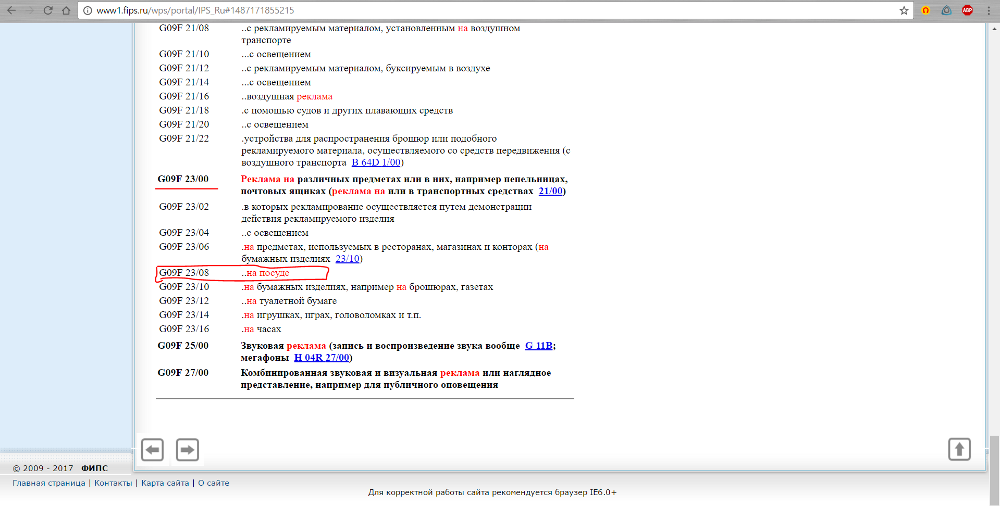 www1.fips.ru/wps/portal/IPS_Ru#1487171855215
ABP
G09F 21/08 ..с рекламируемым материалом, установленным на воздушном
транспорте
G09F 21/10 ...с освещением
G09F 21/12 ..с рекламируемым материалом, буксируемым в воздухе
G09F 21/14 ...с освещением
G09F 21/16 ..воздушная реклама
G09F 21/18 .с помощью судов и других плавающих средств
G09F 21/20 ..с освещением
G09F 21/22 .устройства для распространения брошюр или подобного
рекламируемого материала, осуществляемого со средств передвижения (с
воздушного транспорта B 64D 1/00)
G09F 23/00 Реклама на различных предметах или в них, например пепельницах,
почтовых ящиках (реклама на или в транспортных средствах 21/00)
G09F 23/02 .в которых рекламирование осуществляется путем демонстрации
действия рекламируемого изделия
G09F 23/04 ..с освещением
G09F 23/06 .на предметах, используемых в ресторанах, магазинах и конторах (на
бумажных изделиях 23/10)
G09F 23/08 ..на посуде
G09F 23/10 .на бумажных изделиях, например на брошюрах, газетах
G09F 23/12 ..на туалетной бумаге
G09F 23/14 .на игрушках, играх, головоломках и т.п.
G09F 23/16 .на часах
G09F 25/00 Звуковая реклама (запись и воспроизведение звука вообще G 11B;
мегафоны H 04R 27/00)
G09F 27/00 Комбинированная звуковая и визуальная реклама или наглядное
представление, например для публичного оповещения
© 2009 - 2017 ФИПС
Главная страница | Контакты | Карта сайта | О сайте
Для корректной работы сайта рекомендуется браузер IE6.0+